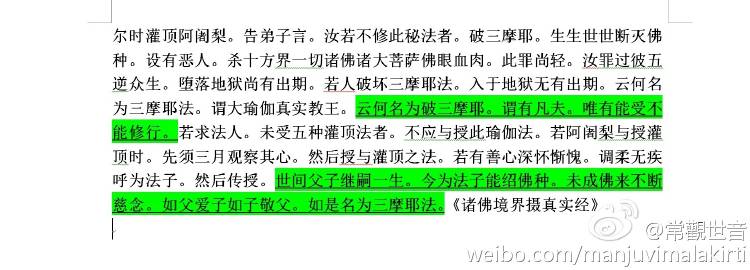 尔时灌顶阿阇梨。告弟子言。汝若不修此秘法者。破三摩耶。生生世世断灭佛
种。设有恶人。杀十方界一切诸佛诸大菩萨佛眼血肉。此罪尚轻。汝罪过彼五
逆众生。堕落地狱尚有出期。若人破坏三摩耶法。入于地狱无有出期。云何名
为三摩耶法。谓大瑜伽真实教王。云何名为破三摩耶。谓有凡夫。唯有能受不
能修行。若求法人。未受五种灌顶法者。不应与授此瑜伽法。若阿阇梨与授灌
顶时。先须三月观察其心。然后授与灌顶之法。若有善心深怀惭愧。调柔无疾
呼为法子。然后传授。世间父子继嗣一生。今为法子能绍佛种。未成佛来不断
慈念。如父爱子如子敬父。如是名为三摩耶法。《诸佛境界摄真实经》
@常觀世音
weibo.com/manjuvimalakirti